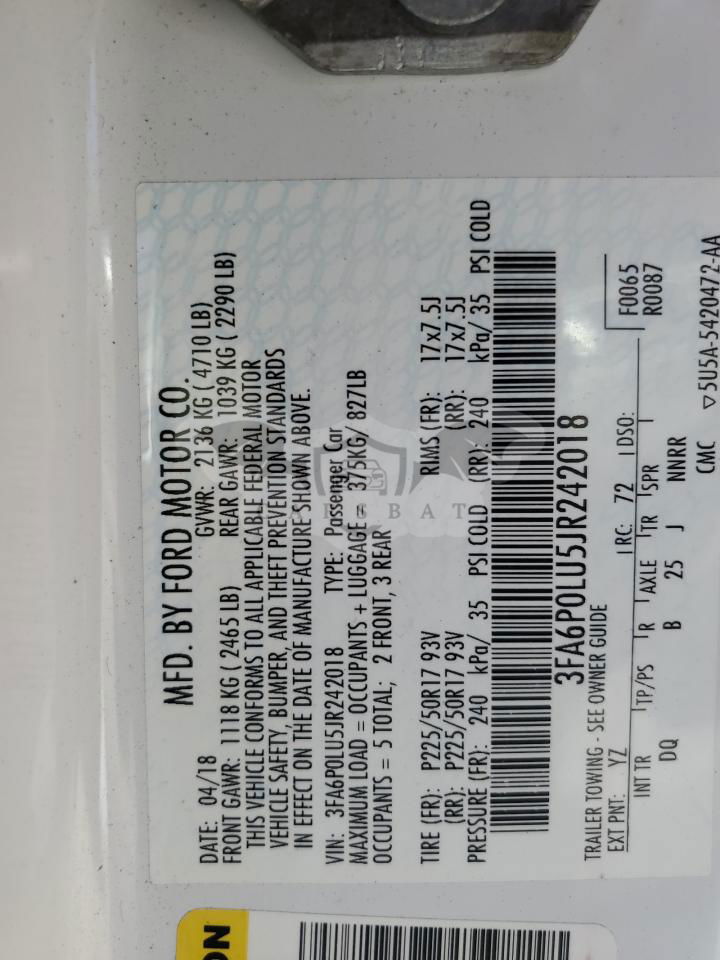 MFD. BY FORD MOTOR CO.
DATE: 04/18 GVWR: 2136 KG ( 4710 LB)
FRONT GAWR: 1118 KG ( 2465 LB) REAR GAWR: 1039 KG ( 2290 LB)
THIS VEHICLE CONFORMS TO ALL APPLICABLE FEDERAL MOTOR
VEHICLE SAFETY, BUMPER, AND THEFT PREVENTION STANDARDS
IN EFFECT ON THE DATE OF MANUFACTURE SHOWN ABOVE.
VIN: 3FA6P0LU5JR242018 TYPE: Passenger Car
MAXIMUM LOAD = OCCUPANTS + LUGGAGE = 375KG/ 827LB
OCCUPANTS = 5 TOTAL; 2 FRONT, 3 REAR
TIRE (FR): P225/50R17 93V RIMS (FR): 17x7.5J
(RR): P225/50R17 93V (RR): 17x7.5J
PRESSURE (FR): 240 kPa/ 35 PSI COLD (RR): 240 kPa/ 35 PSI COLD
3FA6P0LU5JR242018
TRAILER TOWING - SEE OWNER GUIDE
EXT PNT: YZ RC: 72 DSO: F0065
R0087
INT TR TP/PS R AXLE TR SPR
DQ B 25 J NNRR
CMC ▽5U5A-5420472-AA
ON